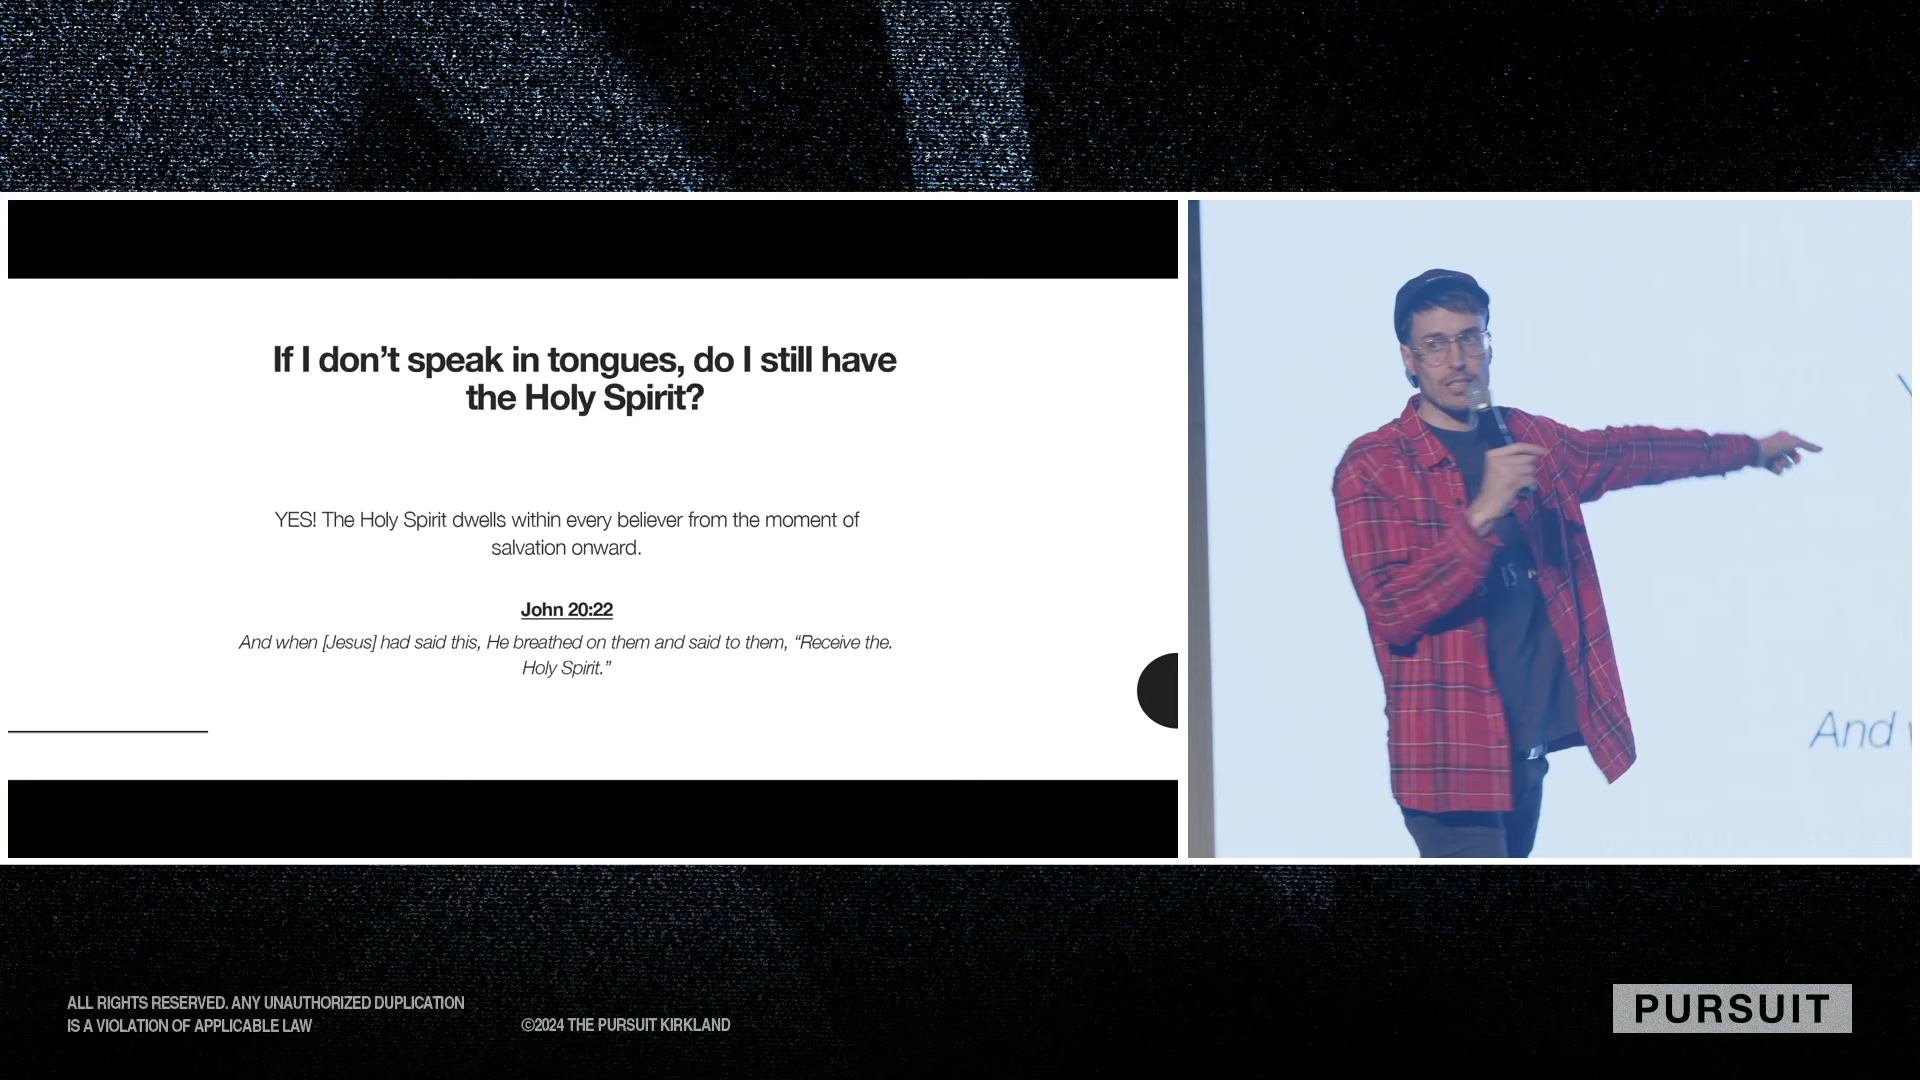 If I don’t speak in tongues, do I still have
the Holy Spirit?
YES! The Holy Spirit dwells within every believer from the moment of
salvation onward.
John 20:22
And when [Jesus] had said this, He breathed on them and said to them, “Receive the.
Holy Spirit.”
And
ALL RIGHTS RESERVED. ANY UNAUTHORIZED DUPLICATION
IS A VIOLATION OF APPLICABLE LAW
©2024 THE PURSUIT KIRKLAND
PURSUIT